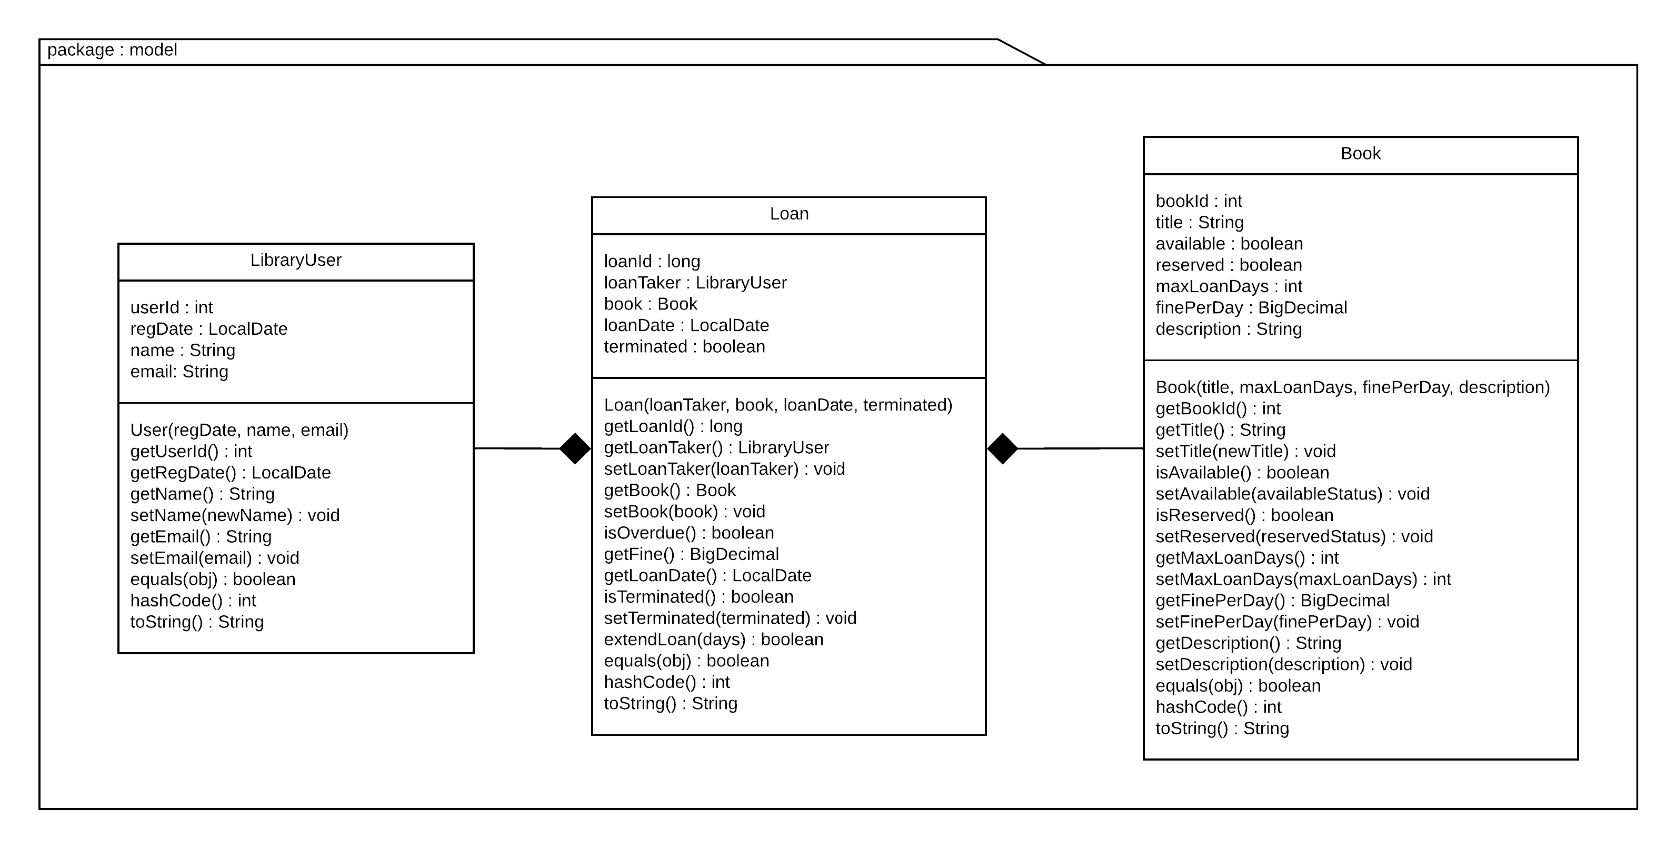 package : model
LibraryUser
userId : int
regDate : LocalDate
name : String
email: String
User(regDate, name, email)
getUserId() : int
getRegDate() : LocalDate
getName() : String
setName(newName) : void
getEmail() : String
setEmail(email) : void
equals(obj) : boolean
hashCode() : int
toString() : String
Loan
loanId : long
loanTaker : LibraryUser
book : Book
loanDate : LocalDate
terminated : boolean
Loan(loanTaker, book, loanDate, terminated)
getLoanId() : long
getLoanTaker() : LibraryUser
setLoanTaker(loanTaker) : void
getBook() : Book
setBook(book) : void
isOverdue() : boolean
getFine() : BigDecimal
getLoanDate() : LocalDate
isTerminated() : boolean
setTerminated(terminated) : void
extendLoan(days) : boolean
equals(obj) : boolean
hashCode() : int
toString() : String
Book
bookId : int
title : String
available : boolean
reserved : boolean
maxLoanDays : int
finePerDay : BigDecimal
description : String
Book(title, maxLoanDays, finePerDay, description)
getBookId() : int
getTitle() : String
setTitle(newTitle) : void
isAvailable() : boolean
setAvailable(availableStatus) : void
isReserved() : boolean
setReserved(reservedStatus) : void
getMaxLoanDays() : int
setMaxLoanDays(maxLoanDays) : int
getFinePerDay() : BigDecimal
setFinePerDay(finePerDay) : void
getDescription() : String
setDescription(description) : void
equals(obj) : boolean
hashCode() : int
toString() : String